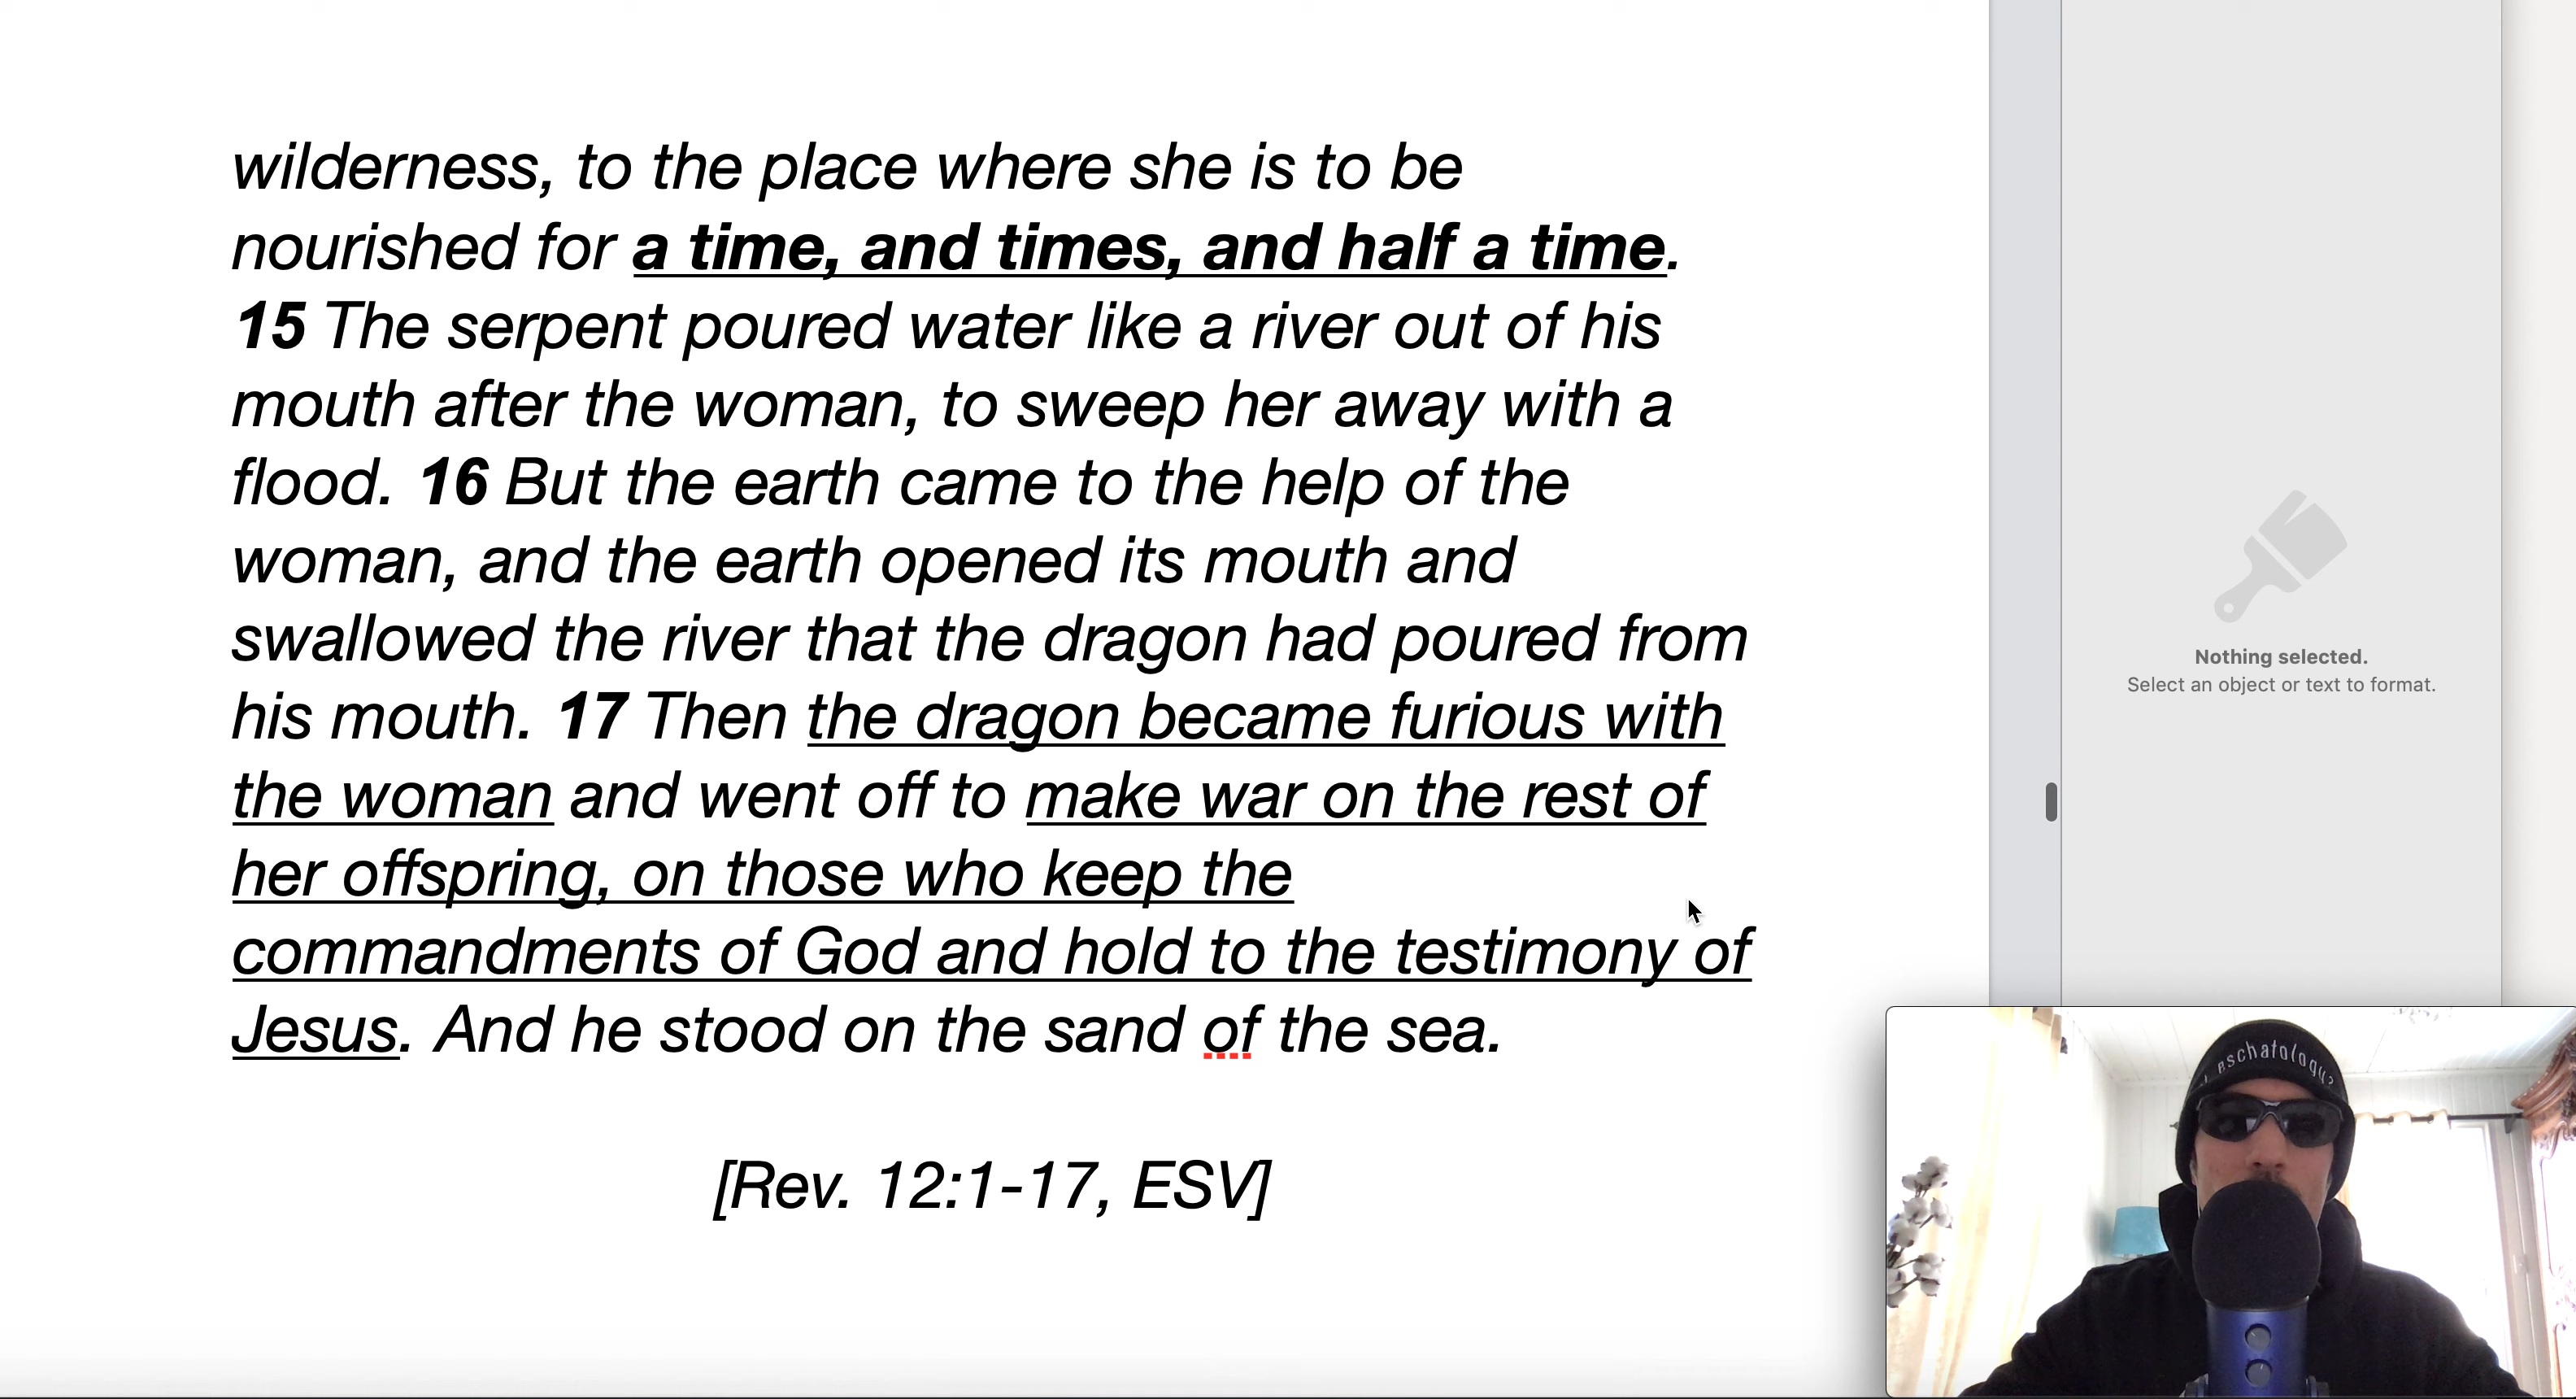 wilderness, to the place where she is to be
nourished for a time, and times, and half a time.
15 The serpent poured water like a river out of his
mouth after the woman, to sweep her away with a
flood. 16 But the earth came to the help of the
woman, and the earth opened its mouth and
swallowed the river that the dragon had poured from
his mouth. 17 Then the dragon became furious with
the woman and went off to make war on the rest of
her offspring, on those who keep the
commandments of God and hold to the testimony of
Jesus. And he stood on the sand of the sea.
[Rev. 12:1-17, ESV]
Nothing selected.
Select an object or text to format.
eschatology?